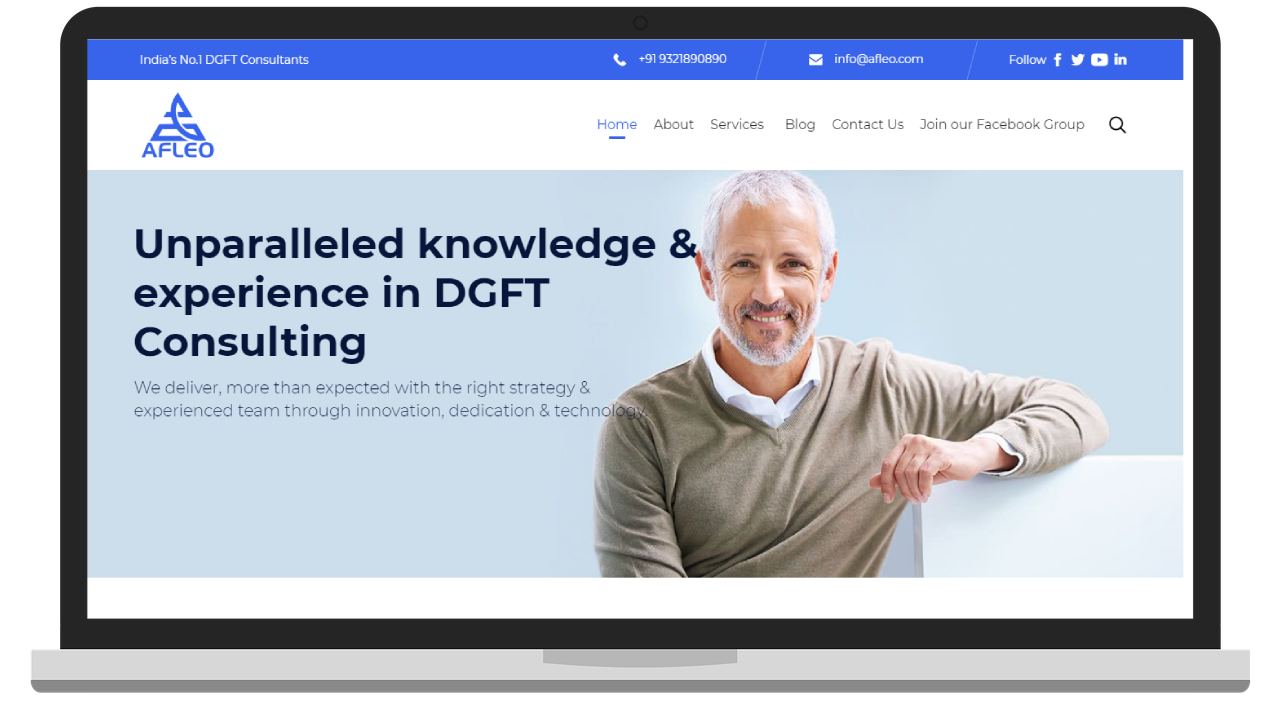 India's No.1 DGFT Consultants
+91 9321890890
info@afleo.com
Follow
AFLEO
Home About Services Blog Contact Us Join our Facebook Group
Unparalleled knowledge &
experience in DGFT
Consulting
We deliver, more than expected with the right strategy &
experienced team through innovation, dedication & technology.